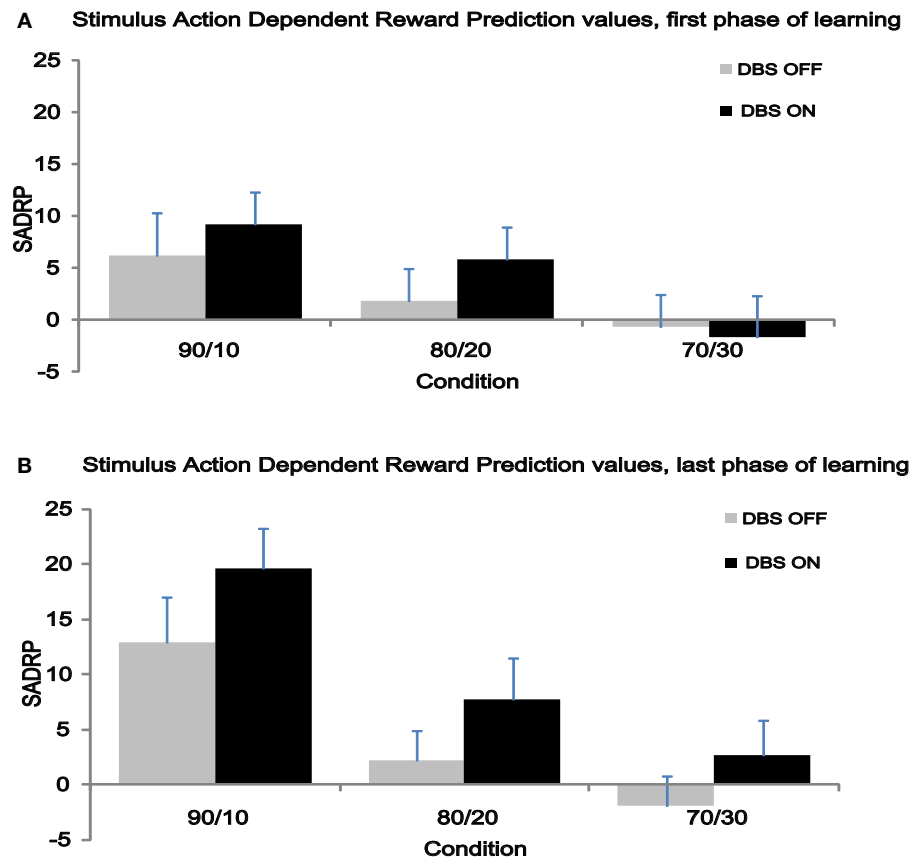 A Stimulus Action Dependent Reward Prediction values, first phase of learning
25
DBS OFF
20
DBS ON
15
SADRP
10
5
0
90/10 80/20 70/30
-5
Condition
B Stimulus Action Dependent Reward Prediction values, last phase of learning
25
DBS OFF
20
DBS ON
15
SADRP
10
5
0
90/10 80/20 70/30
-5
Condition